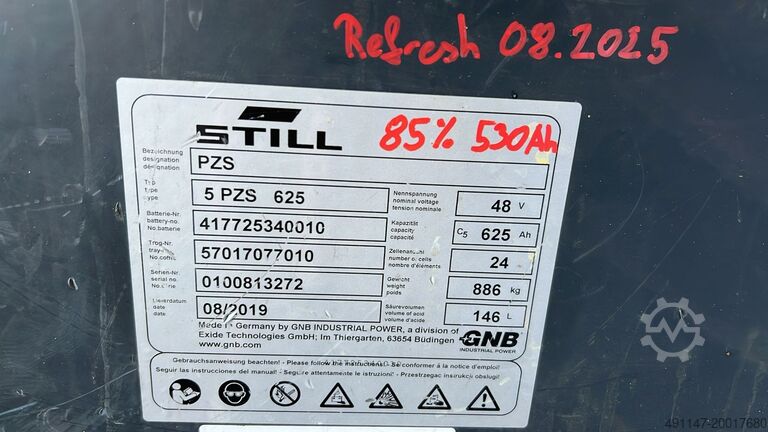 Refresh 08.2025
STILL
85% 530Ah
Bezeichnung
designation
désignation
PZS
Typ
type
type
5 PZS 625
Nennspannung
nominal voltage
tension nominale
48 V
Batterie-Nr.
battery-no.
No.batterie
417725340010
Kapazität
capacity
capacité
C5 625 Ah
Trog-Nr.
tray-
No.coffre
57017077010
Zellenanzahl
number of cells
nombre d'éléments
24
Serien-Nr.
serial no.
No.série
0100813272
Gewicht
weight
poids
886 kg
Lieferdatum
date
date
08/2019
Säurevolumen
volume of acid
volume d'acide
146 L
Made in Germany by GNB INDUSTRIAL POWER, a division of
Exide Technologies GmbH; Im Thiergarten, 63654 Büdingen
www.gnb.com
GNB
INDUSTRIAL POWER
Gebrauchsanweisung beachten! - Please follow the instructions! - Se conformer à la notice d'emploi!
Seguir las instrucciones del manual! - Seguire attentamente le istruzioni! - Przestrzegac instrukcji obslugi!
491147-20017680